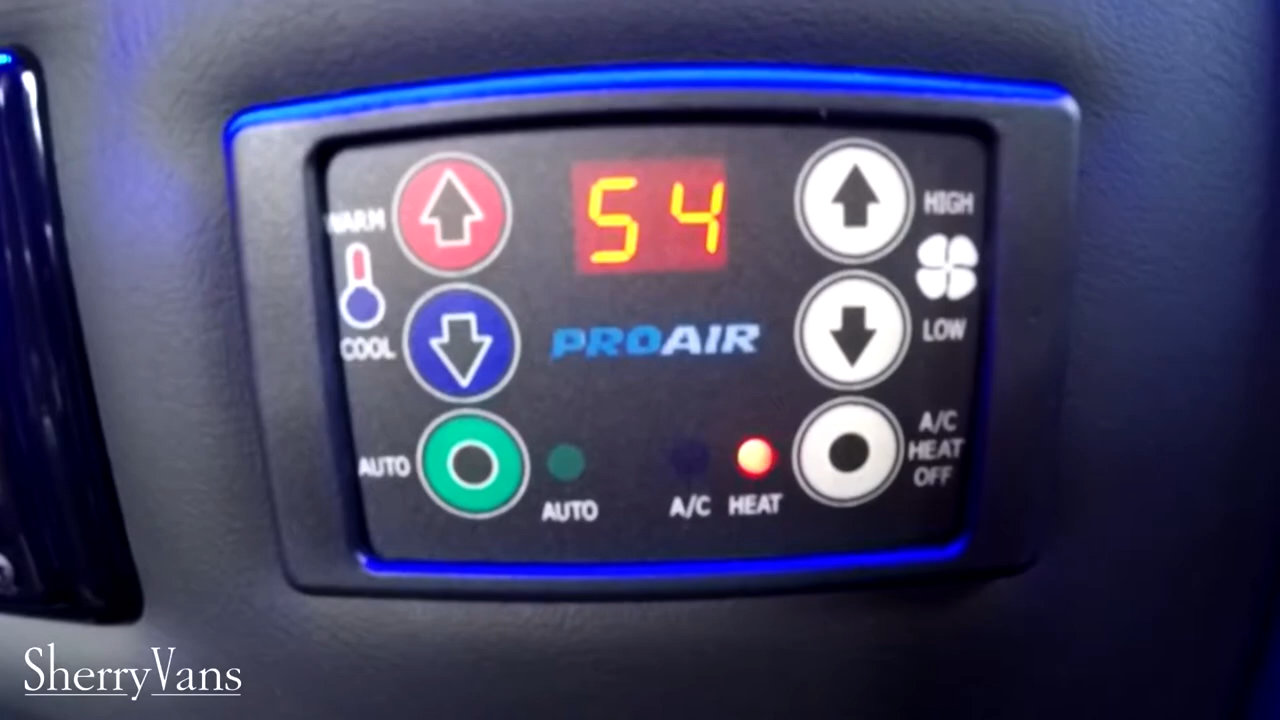 54
WARM
HIGH
PROAIR
COOL
LOW
AUTO
A/C
HEAT
OFF
AUTO
A/C
HEAT
SherryVans